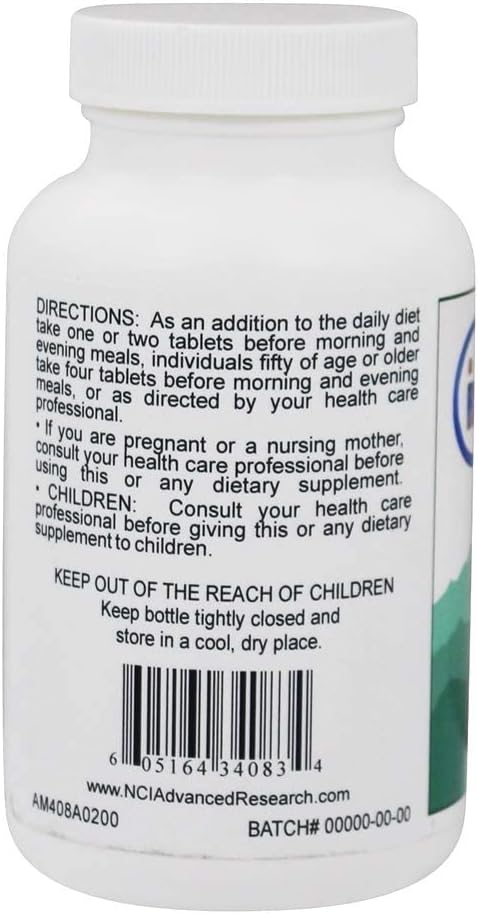 DIRECTIONS: As an addition to the daily diet
take one or two tablets before morning and
evening meals, individuals fifty of age or older
take four tablets before morning and evening
meals, or as directed by your health care
professional.
• If you are pregnant or a nursing mother,
consult your health care professional before
using this or any dietary supplement.
• CHILDREN: Consult your health care
professional before giving this or any dietary
supplement to children.
KEEP OUT OF THE REACH OF CHILDREN
Keep bottle tightly closed and
store in a cool, dry place.
6 05164 34083 4
www.NCIAdvancedResearch.com
AM408A0200
BATCH# 00000-00-00